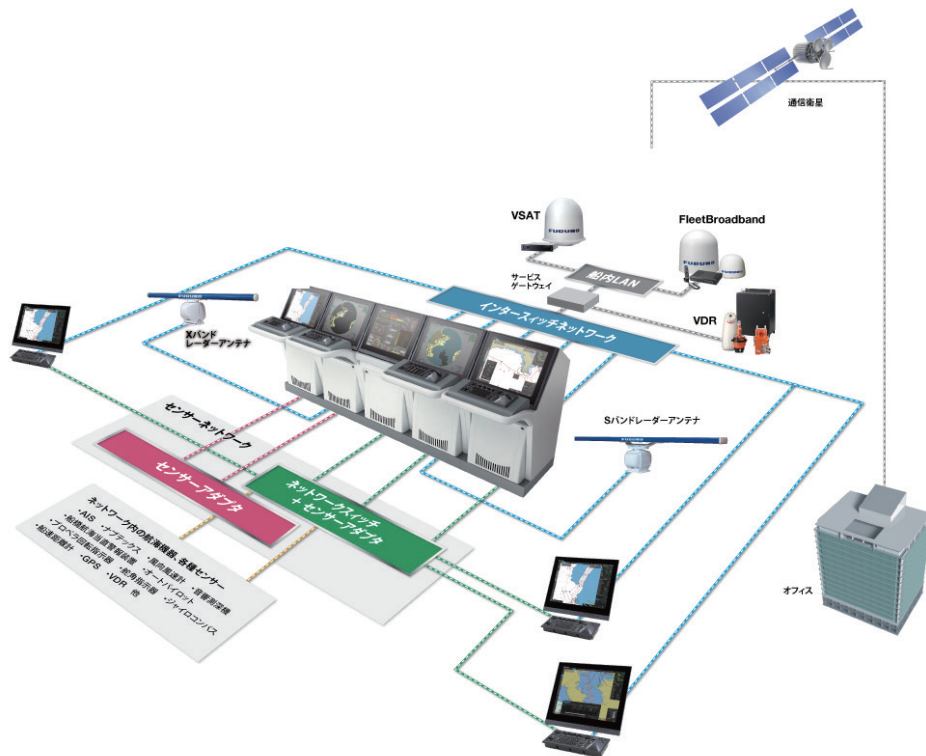 通信衛星
VSAT
FURUNO
FleetBroadband
FURUNO
サービス
ゲートウェイ
船内LAN
VDR
インタースイッチネットワーク
FURUNO
Xバンド
レーダーアンテナ
Sバンドレーダーアンテナ
FURUNO
センサーネットワーク
センサーアダプタ
ネットワークスイッチ
+ センサーアダプタ
ネットワーク内の航海機器、各種センサー
・AIS ・ナブテックス ・風向風速計 ・音響測深機
・船橋航海当直警報装置 ・オートパイロット
・プロペラ回転指示器 ・舵角指示器 ・ジャイロコンパス
・船速距離計 ・GPS ・VDR 他
オフィス